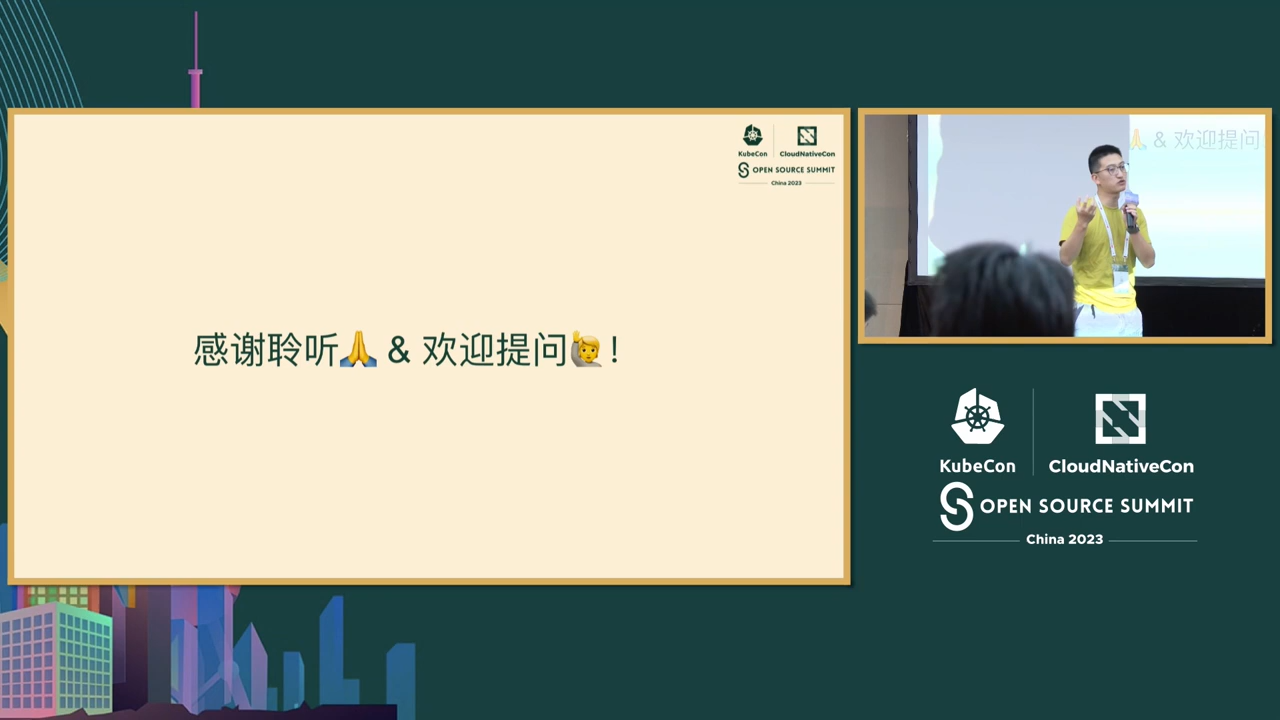 KubeCon
CloudNativeCon
OPEN SOURCE SUMMIT
China 2023
感谢聆听🙏 & 欢迎提问🙋!
🙏 & 欢迎提问
KubeCon
CloudNativeCon
OPEN SOURCE SUMMIT
China 2023